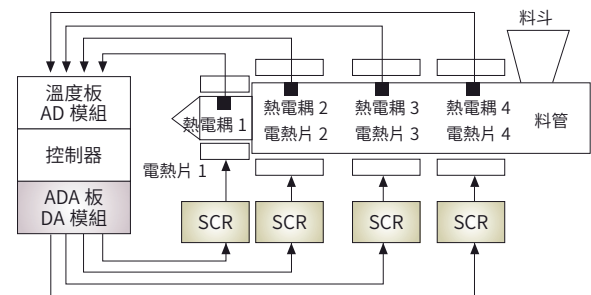 料斗
溫度板
AD 模組
控制器
ADA 板
DA 模組
熱電耦 1
電熱片 1
熱電耦 2
電熱片 2
熱電耦 3
電熱片 3
熱電耦 4
電熱片 4
料管
SCR
SCR
SCR
SCR